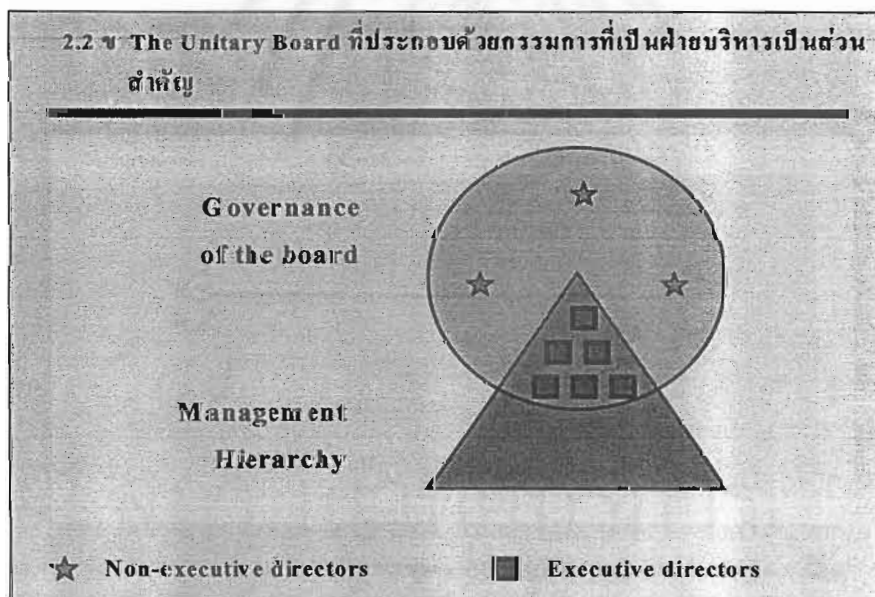 2.2 ข The Unitary Board ที่ประกอบด้วยกรรมการที่เป็นฝ่ายบริหารเป็นส่วน
สำคัญ
Governance
of the board
Management
Hierarchy
Non-executive directors
Executive directors